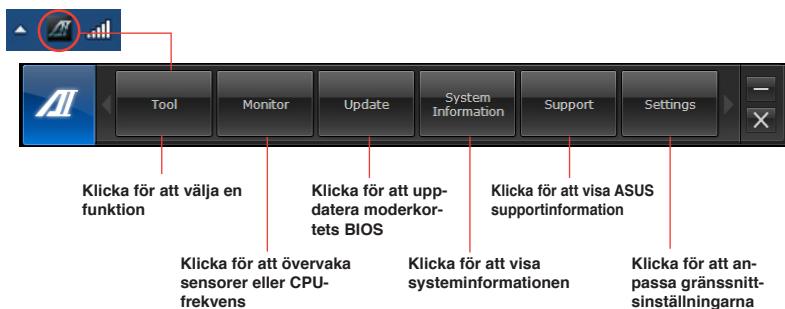 Tool
Monitor
Update
System
Information
Support
Settings
Klicka för att välja en
funktion
Klicka för att upp-
datera moderkor-
tets BIOS
Klicka för att visa ASUS
supportinformation
Klicka för att övervaka
sensorer eller CPU-
frekvens
Klicka för att visa
systeminformationen
Klicka för att an-
passa gränssnitt-
sinställningarna